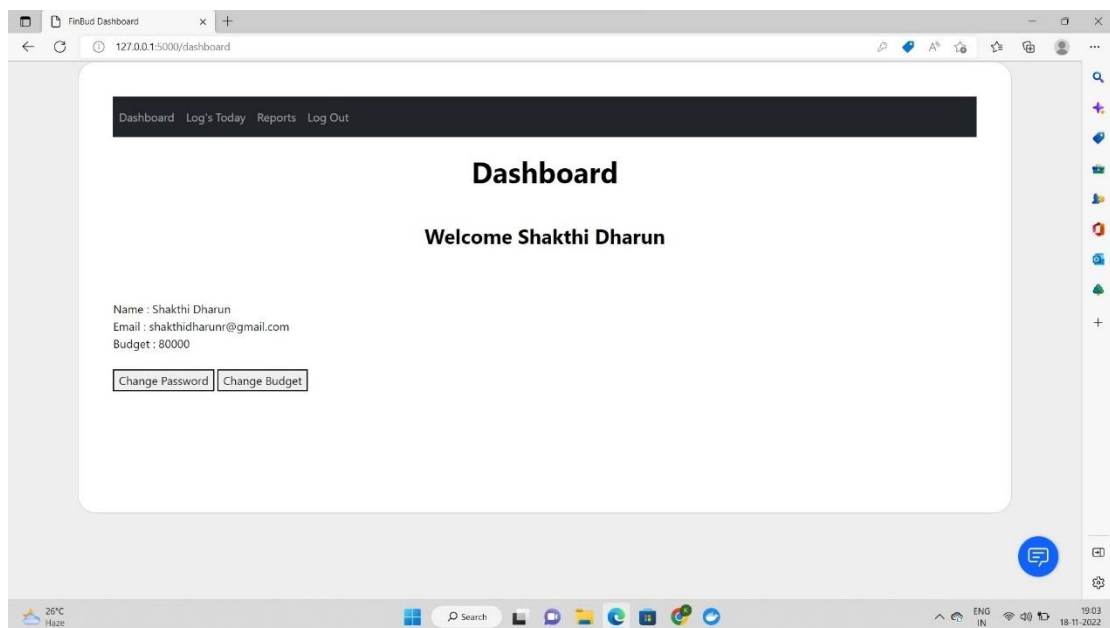 FinBud Dashboard
127.0.0.1:5000/dashboard
Dashboard Log's Today Reports Log Out
Dashboard
Welcome Shakthi Dharun
Name : Shakthi Dharun
Email : shakthidharunr@gmail.com
Budget : 80000
Change Password Change Budget
26°C
Haze
Search
ENG
IN
19:03
18-11-2022